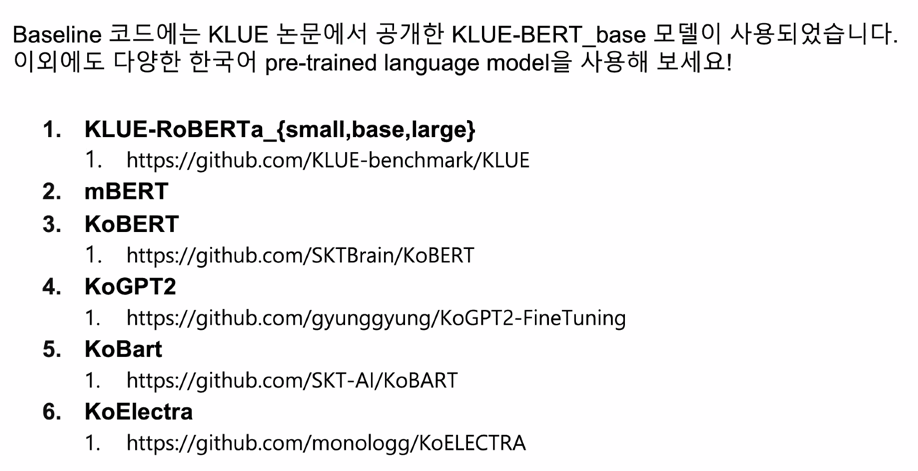 Baseline 코드에는 KLUE 논문에서 공개한 KLUE-BERT_base 모델이 사용되었습니다.
이외에도 다양한 한국어 pre-trained language model을 사용해 보세요!
1. KLUE-RoBERTa_{small,base,large}
1. https://github.com/KLUE-benchmark/KLUE
2. mBERT
3. KoBERT
1. https://github.com/SKTBrain/KoBERT
4. KoGPT2
1. https://github.com/gyunggyung/KoGPT2-FineTuning
5. KoBart
1. https://github.com/SKT-AI/KoBART
6. KoElectra
1. https://github.com/monologg/KoELECTRA